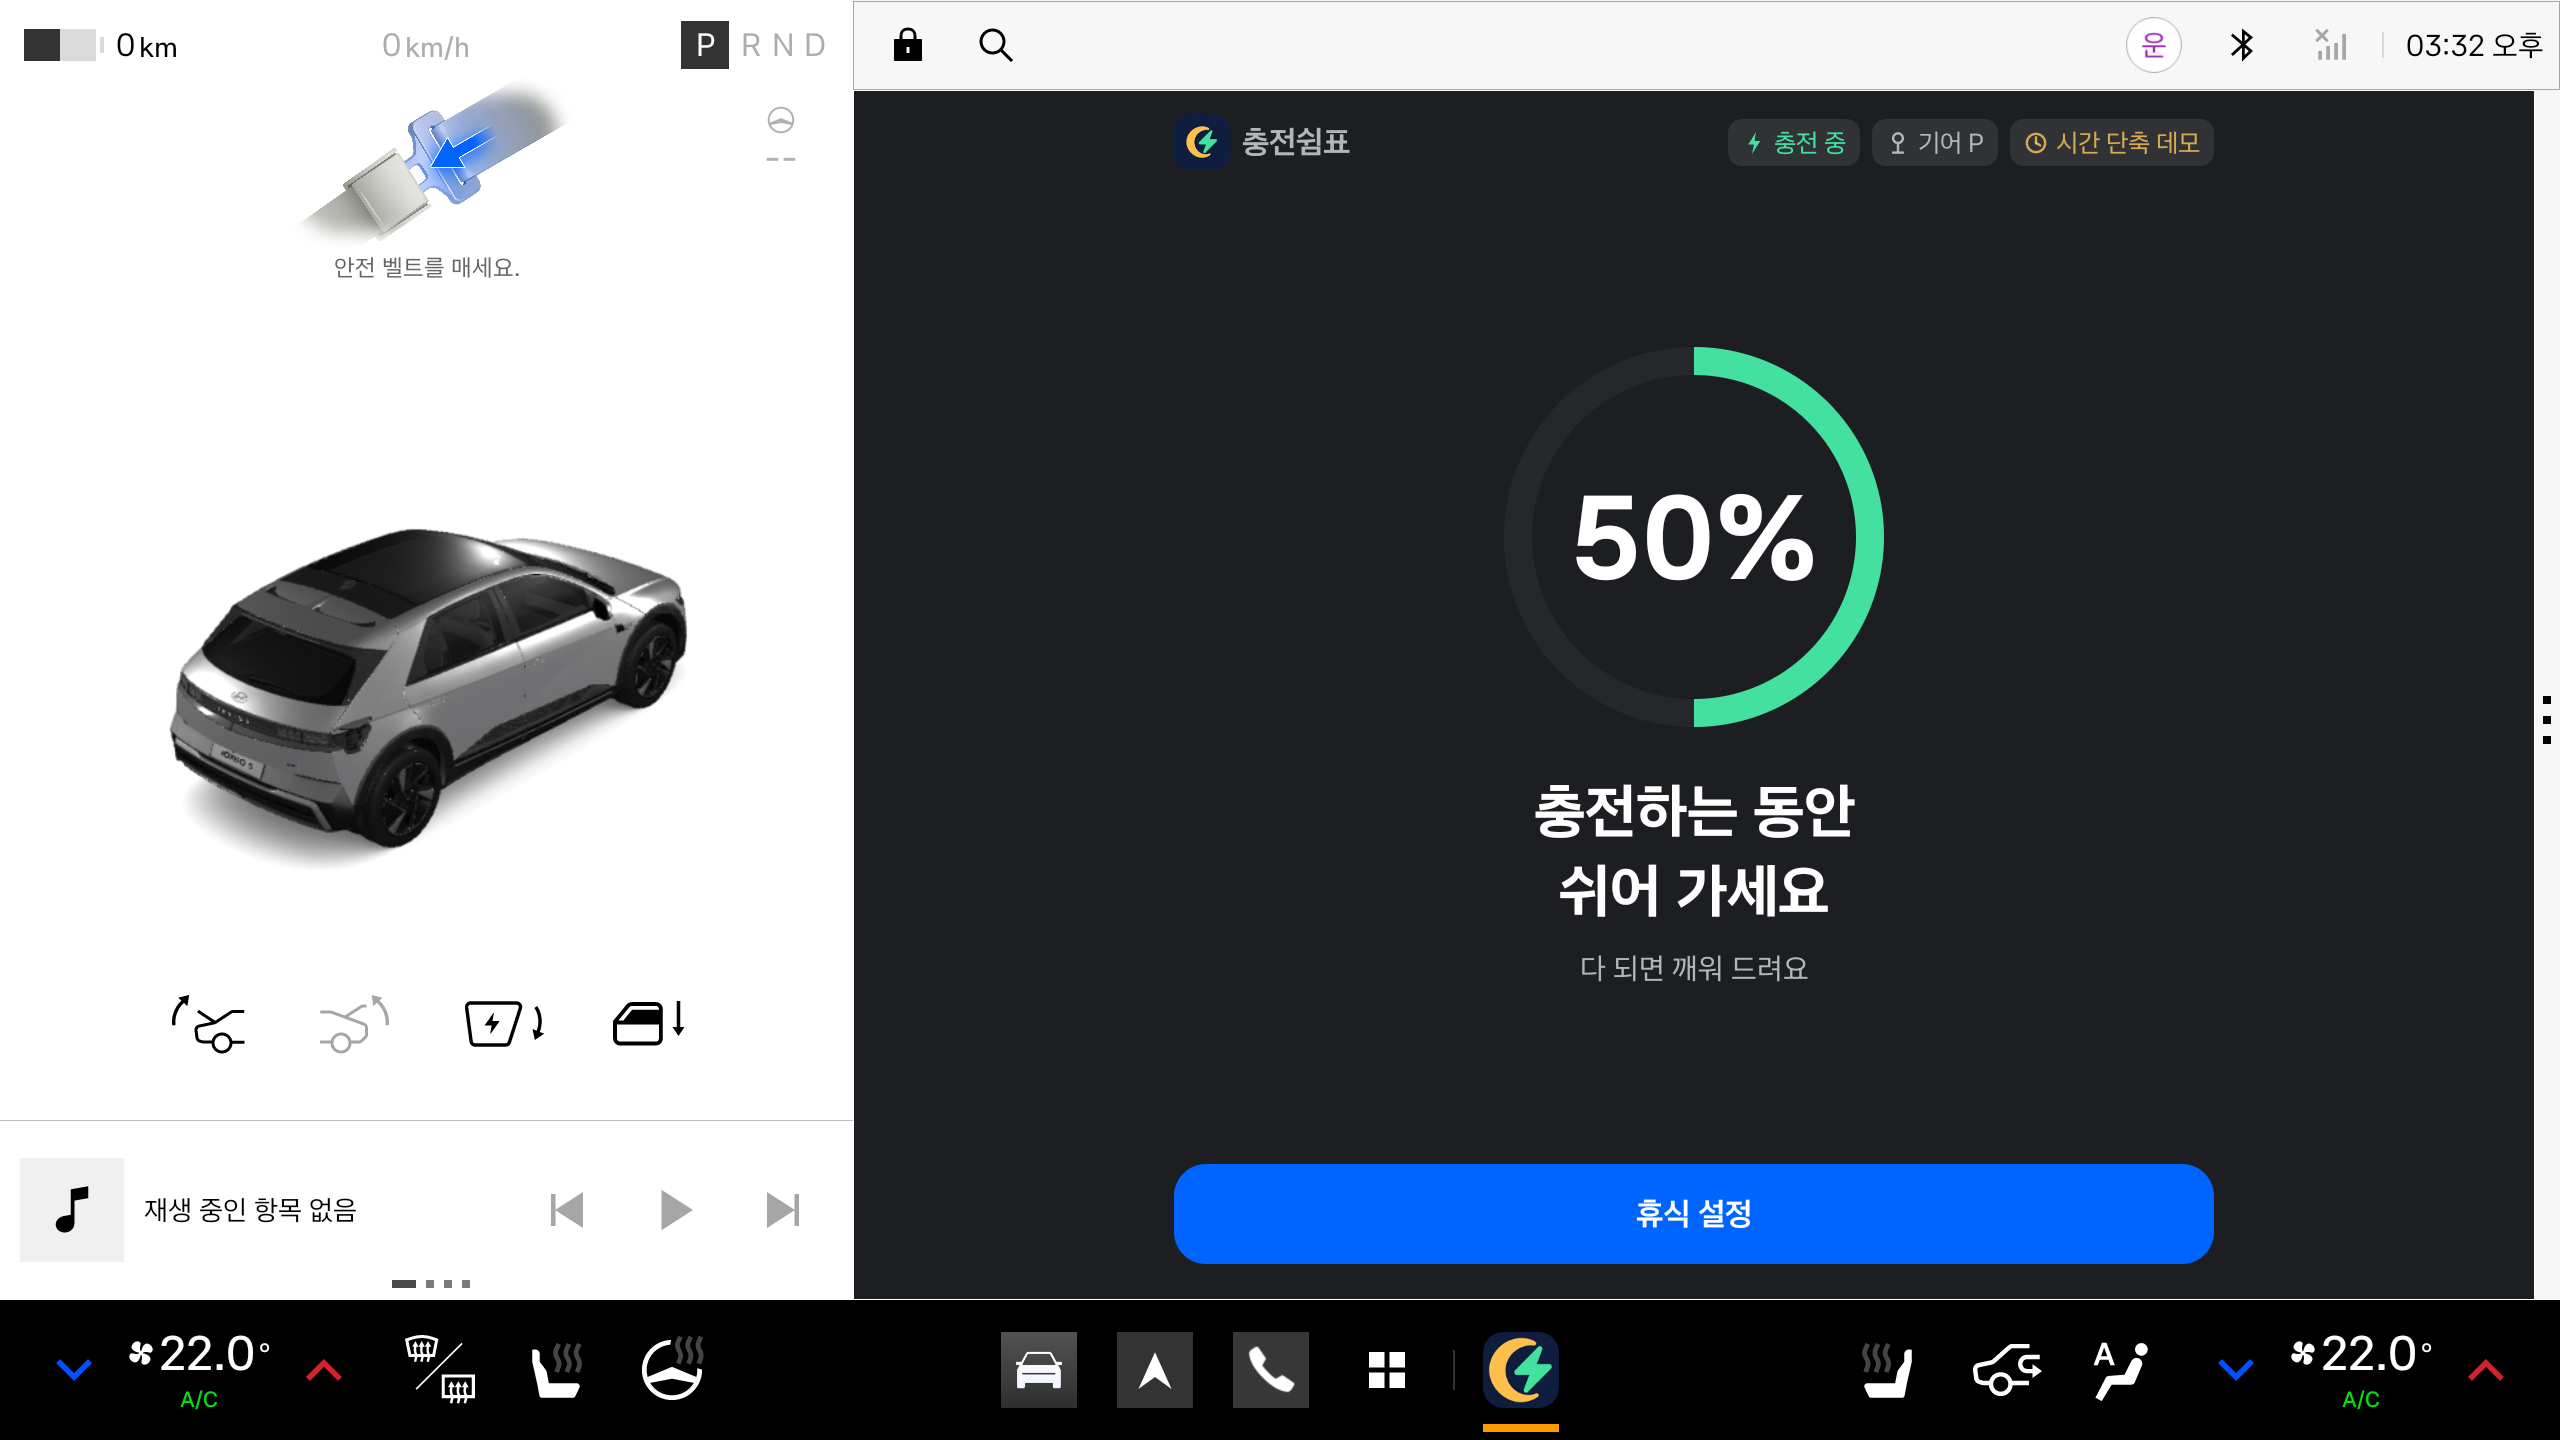 0 km
0 km/h
P R N D
안전 벨트를 매세요.
재생 중인 항목 없음
운
03:32 오후
충전쉼표
충전 중
기어 P
시간 단축 데모
50%
충전하는 동안
쉬어 가세요
다 되면 깨워 드려요
휴식 설정
22.0°
A/C
A
22.0°
A/C